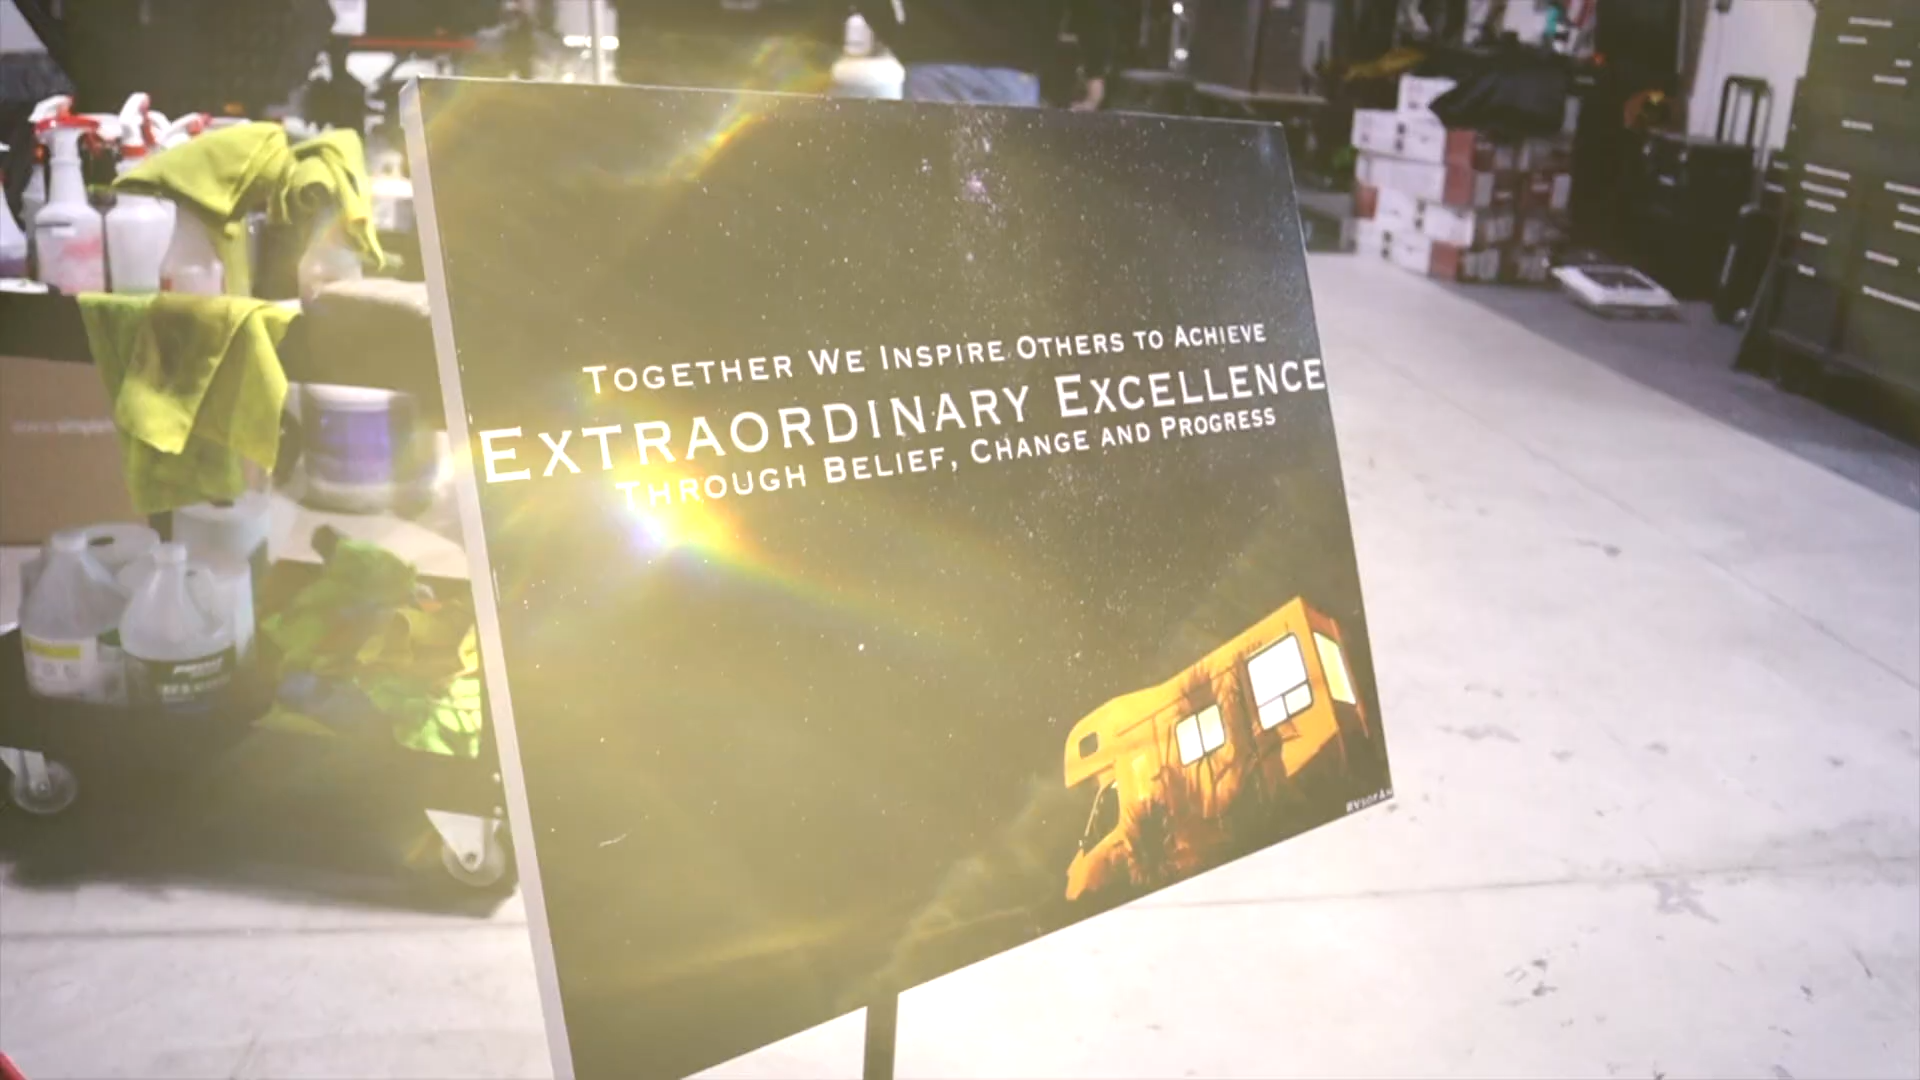 Together We Inspire Others to Achieve
Extraordinary Excellence
Through Belief, Change and Progress